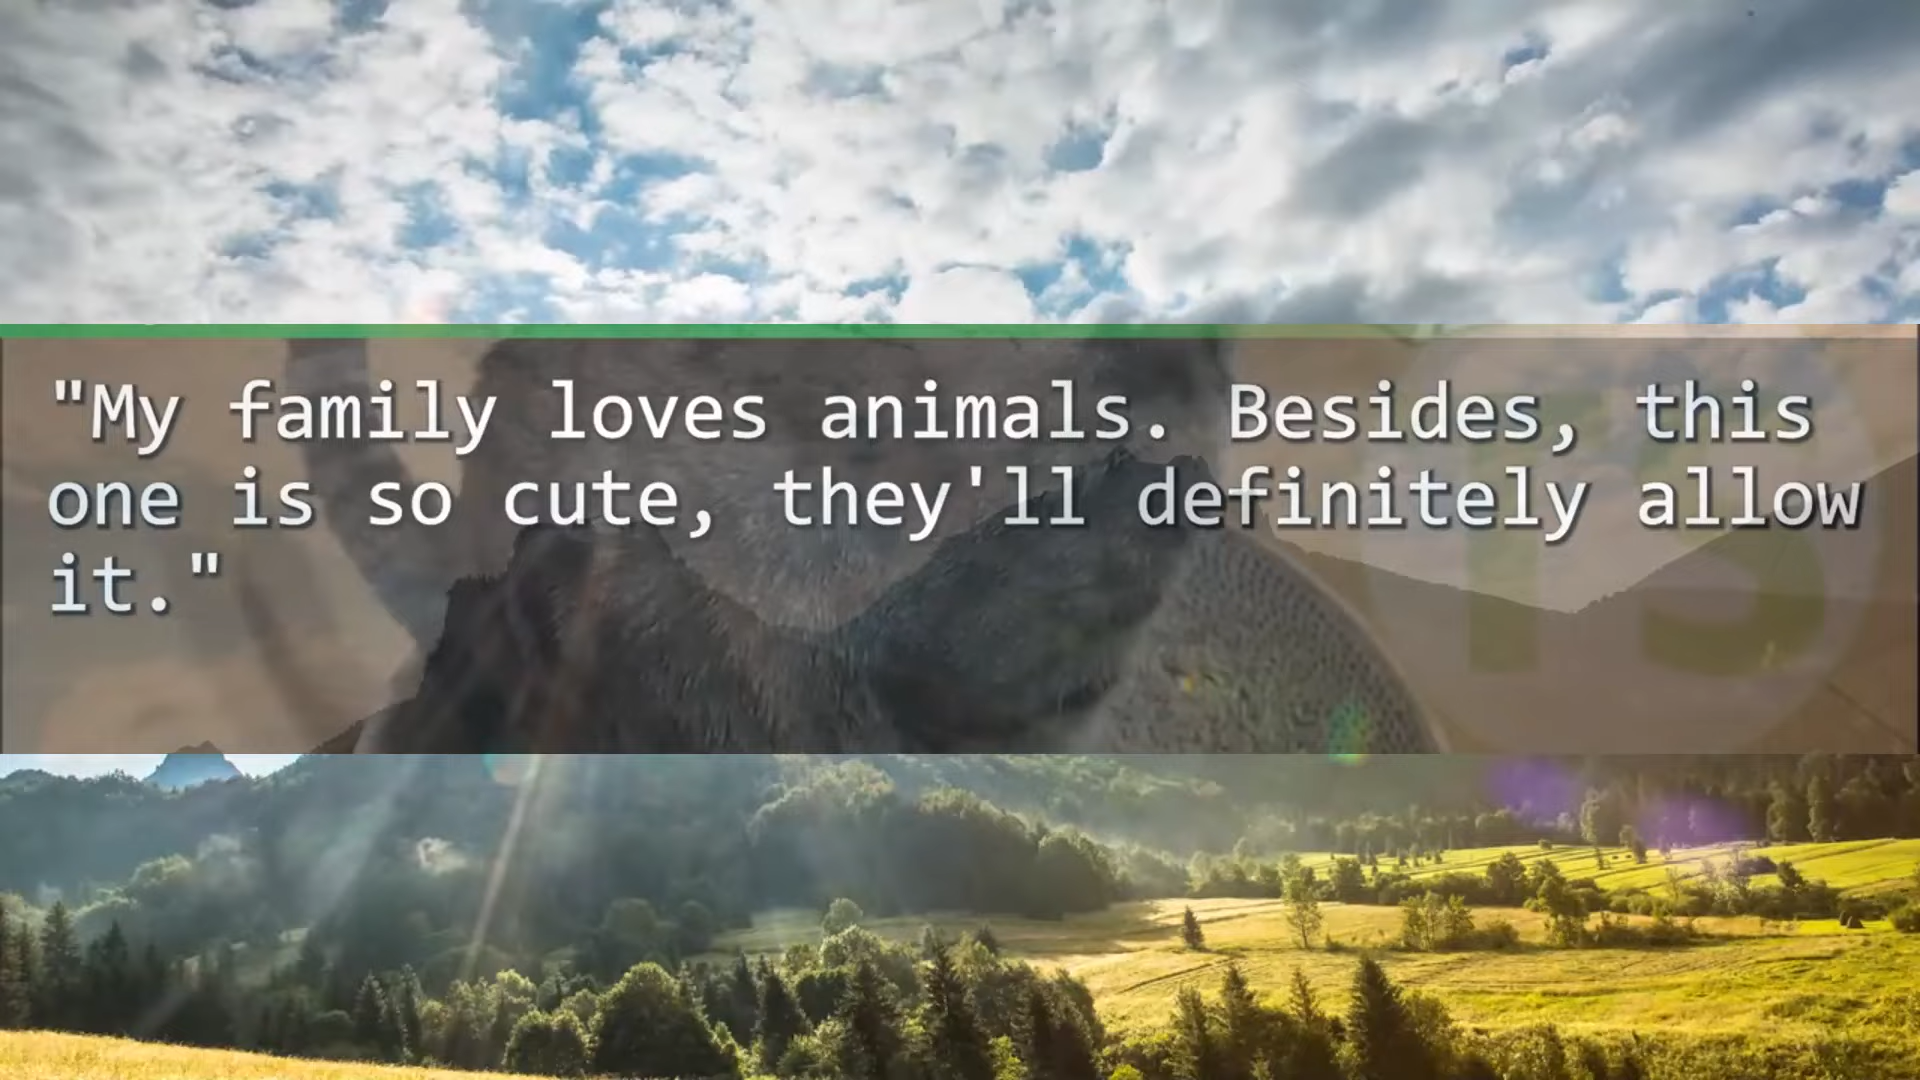 "My family loves animals. Besides, this
one is so cute, they'll definitely allow
it."